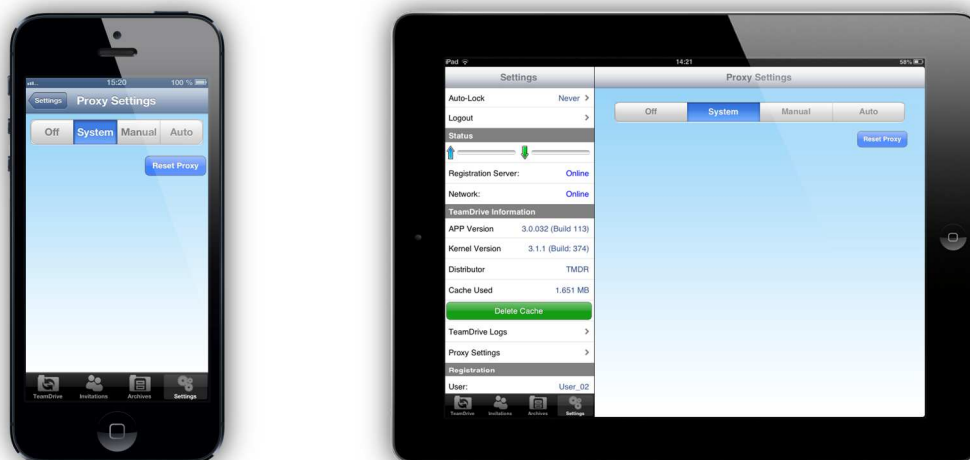 15:20 100 %
Settings Proxy Settings
Off System Manual Auto
Reset Proxy
TeamDrive Invitations Archives Settings
iPad 14:21 58%
Settings Proxy Settings
Auto-Lock Never
Logout
Status
Registration Server: Online
Network: Online
TeamDrive Information
APP Version 3.0.032 (Build 113)
Kernel Version 3.1.1 (Build: 374)
Distributor TMDR
Cache Used 1.651 MB
Delete Cache
TeamDrive Logs
Proxy Settings
Registration
User: User_02
TeamDrive Invitations Archives Settings
Off System Manual Auto
Reset Proxy